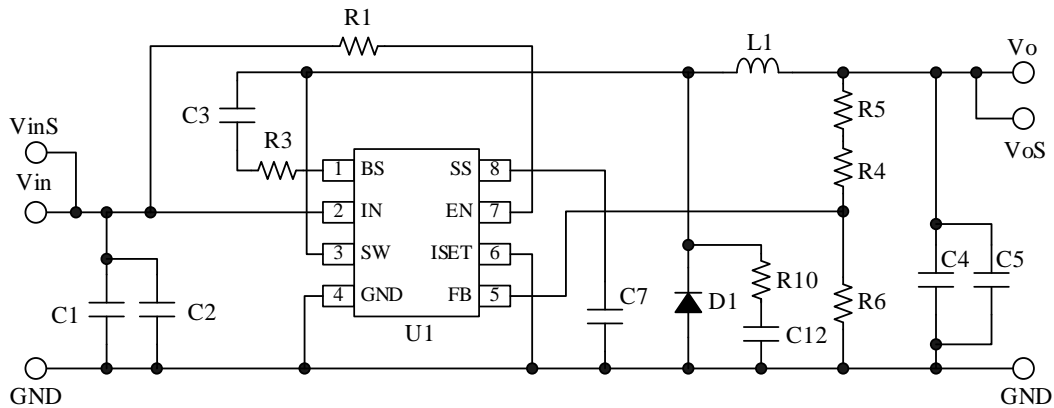 R1
L1
Vo
C3
R5
VinS
R3
VoS
Vin
1 BS SS 8
R4
2 IN EN 7
3 SW ISET 6
C4 C5
4 GND FB 5
R10
C1 C2
C7
D1
R6
U1
C12
GND
GND